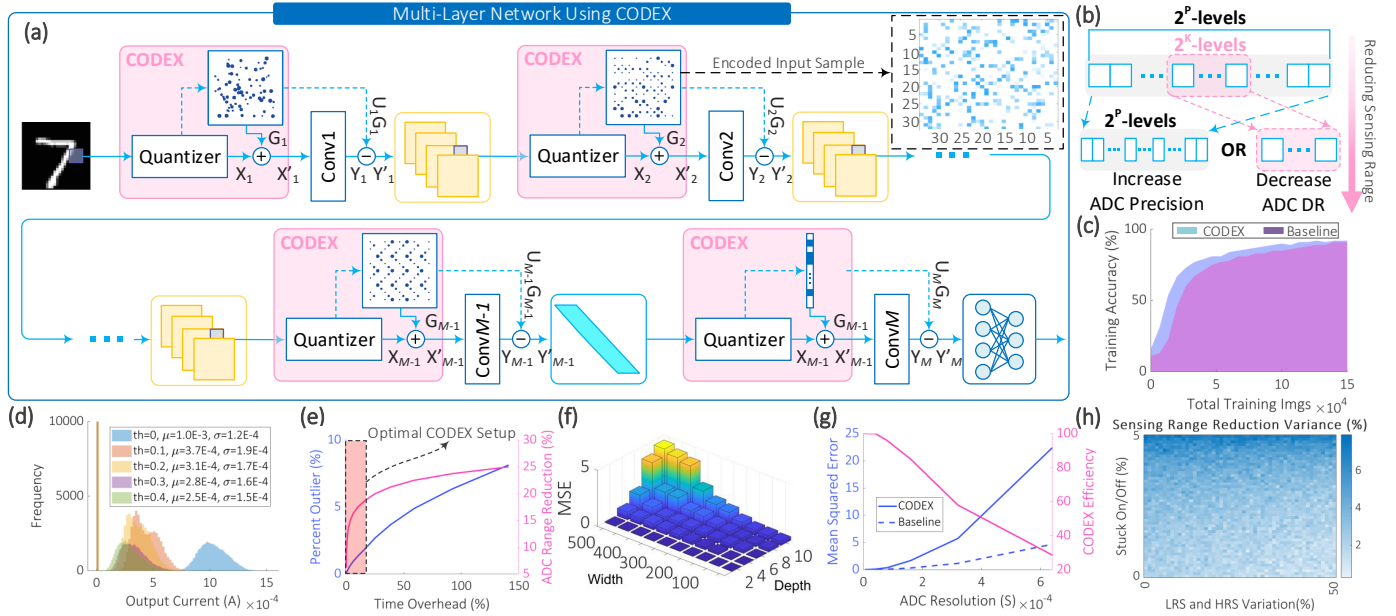 Multi-Layer Network Using CODEX
(a)
CODEX
Quantizer
G1
X1
X'1
Conv1
U1G1
Y1
Y'1
CODEX
Quantizer
G2
X2
X'2
Conv2
U2G2
Y2
Y'2
Encoded Input Sample
5
10
15
20
25
30
30 25 20 15 10 5
CODEX
Quantizer
GM-1
XM-1
X'M-1
ConvM-1
UM-1GM-1
YM-1
Y'M-1
CODEX
Quantizer
GM-1
XM-1
X'M-1
ConvM
UMGM
YM
Y'M
(b)
2P-levels
2K-levels
2P-levels
OR
Increase
ADC Precision
Decrease
ADC DR
Reducing Sensing Range
(c)
CODEX
Baseline
Training Accuracy (%)
100
50
0
0 5 10 15
Total Training Imgs ×10^4
(d)
Frequency
10000
5000
0
th=0, μ=1.0E-3, σ=1.2E-4
th=0.1, μ=3.7E-4, σ=1.9E-4
th=0.2, μ=3.1E-4, σ=1.7E-4
th=0.3, μ=2.8E-4, σ=1.6E-4
th=0.4, μ=2.5E-4, σ=1.5E-4
0 5 10 15
Output Current (A) ×10^-4
(e)
Optimal CODEX Setup
Percent Outlier (%)
10
5
0
ADC Range Reduction (%)
30
25
20
15
10
5
0 50 100 150
Time Overhead (%)
(f)
MSE
5
0
500 400 300 200 100
Width
2 4 6 8 10
Depth
(g)
Mean Squared Error
25
20
15
10
5
0
CODEX
Baseline
CODEX Efficiency
100
80
60
40
20
0 2 4 6
ADC Resolution (S) ×10^-4
(h)
Sensing Range Reduction Variance (%)
Stuck On/Off (%)
5
0
0 50
LRS and HRS Variation(%)
6
4
2